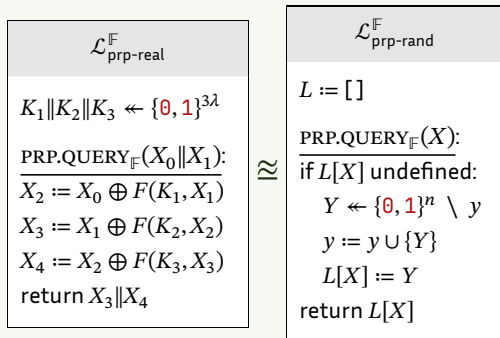 ℒ^𝔽_prp-real
K₁‖K₂‖K₃ ↞ {0,1}^{3λ}
PRP.QUERY_𝔽(X₀‖X₁):
X₂ := X₀ ⊕ F(K₁, X₁)
X₃ := X₁ ⊕ F(K₂, X₂)
X₄ := X₂ ⊕ F(K₃, X₃)
return X₃‖X₄
≊
ℒ^𝔽_prp-rand
L := []
PRP.QUERY_𝔽(X):
if L[X] undefined:
Y ↞ {0,1}ⁿ \ y
y := y ∪ {Y}
L[X] := Y
return L[X]